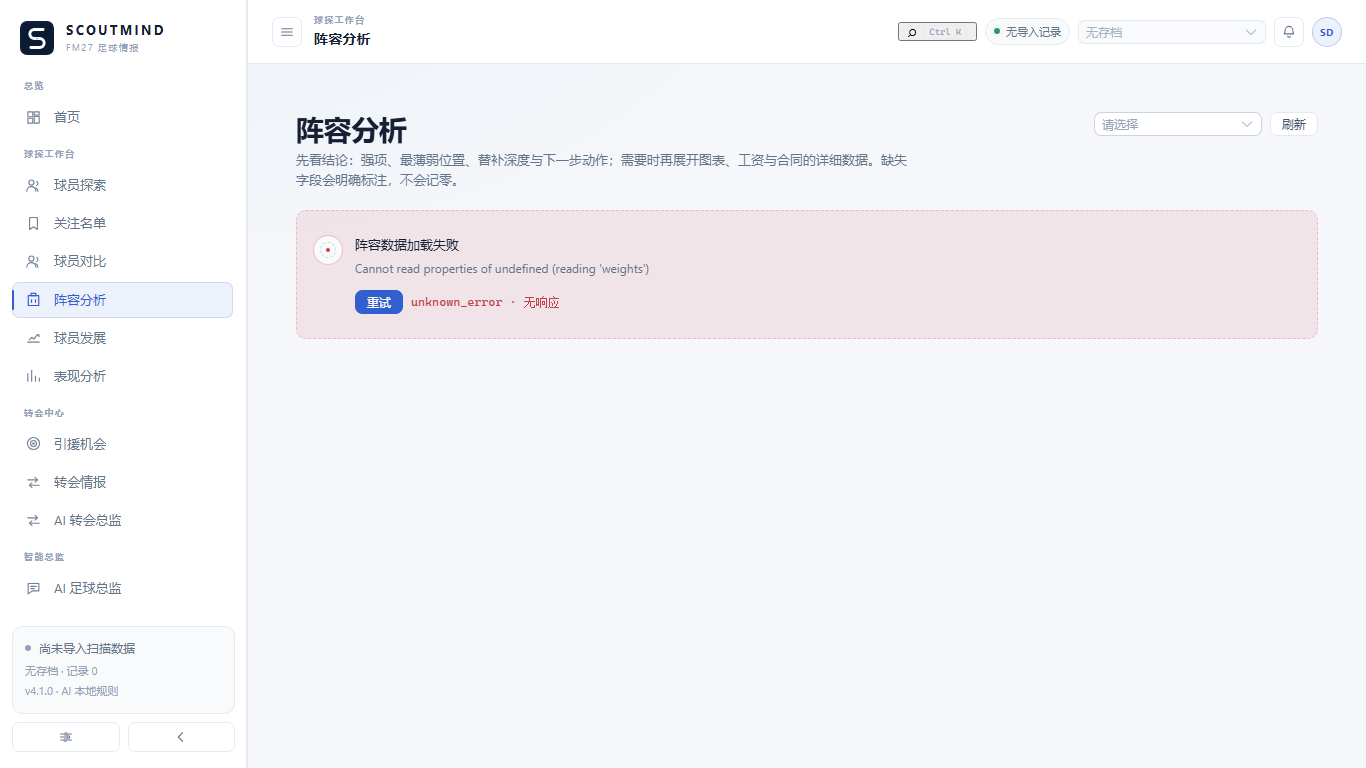 SCOUTMIND
FM27 足球情报
总览
首页
球探工作台
球员探索
关注名单
球员对比
阵容分析
球员发展
表现分析
转会中心
引援机会
转会情报
AI 转会总监
智能总监
AI 足球总监
尚未导入扫描数据
无存档 · 记录 0
v4.1.0 · AI 本地规则
球探工作台
阵容分析
Ctrl K
无导入记录
无存档
SD
阵容分析
先看结论：强项、最薄弱位置、替补深度与下一步动作；需要时再展开图表、工资与合同的详细数据。缺失
字段会明确标注，不会记零。
请选择
刷新
阵容数据加载失败
Cannot read properties of undefined (reading 'weights')
重试 unknown_error · 无响应